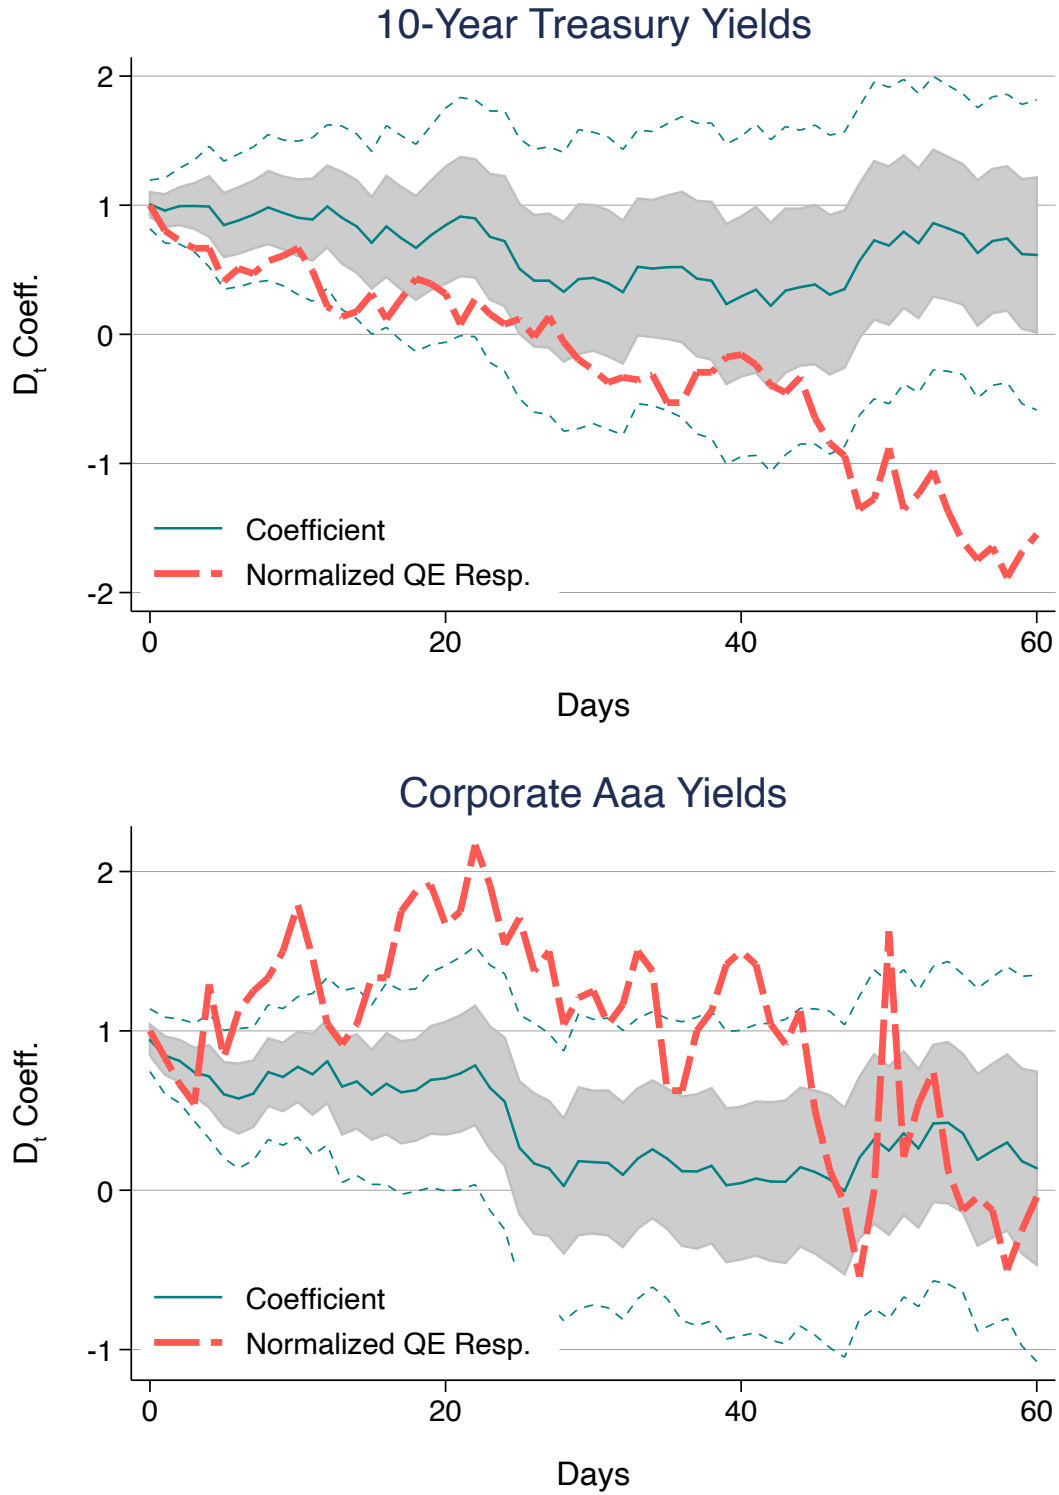 10-Year Treasury Yields
2
1
0
-1
-2
D_t Coeff.
Coefficient
Normalized QE Resp.
0 20 40 60
Days
Corporate Aaa Yields
2
1
0
-1
D_t Coeff.
Coefficient
Normalized QE Resp.
0 20 40 60
Days